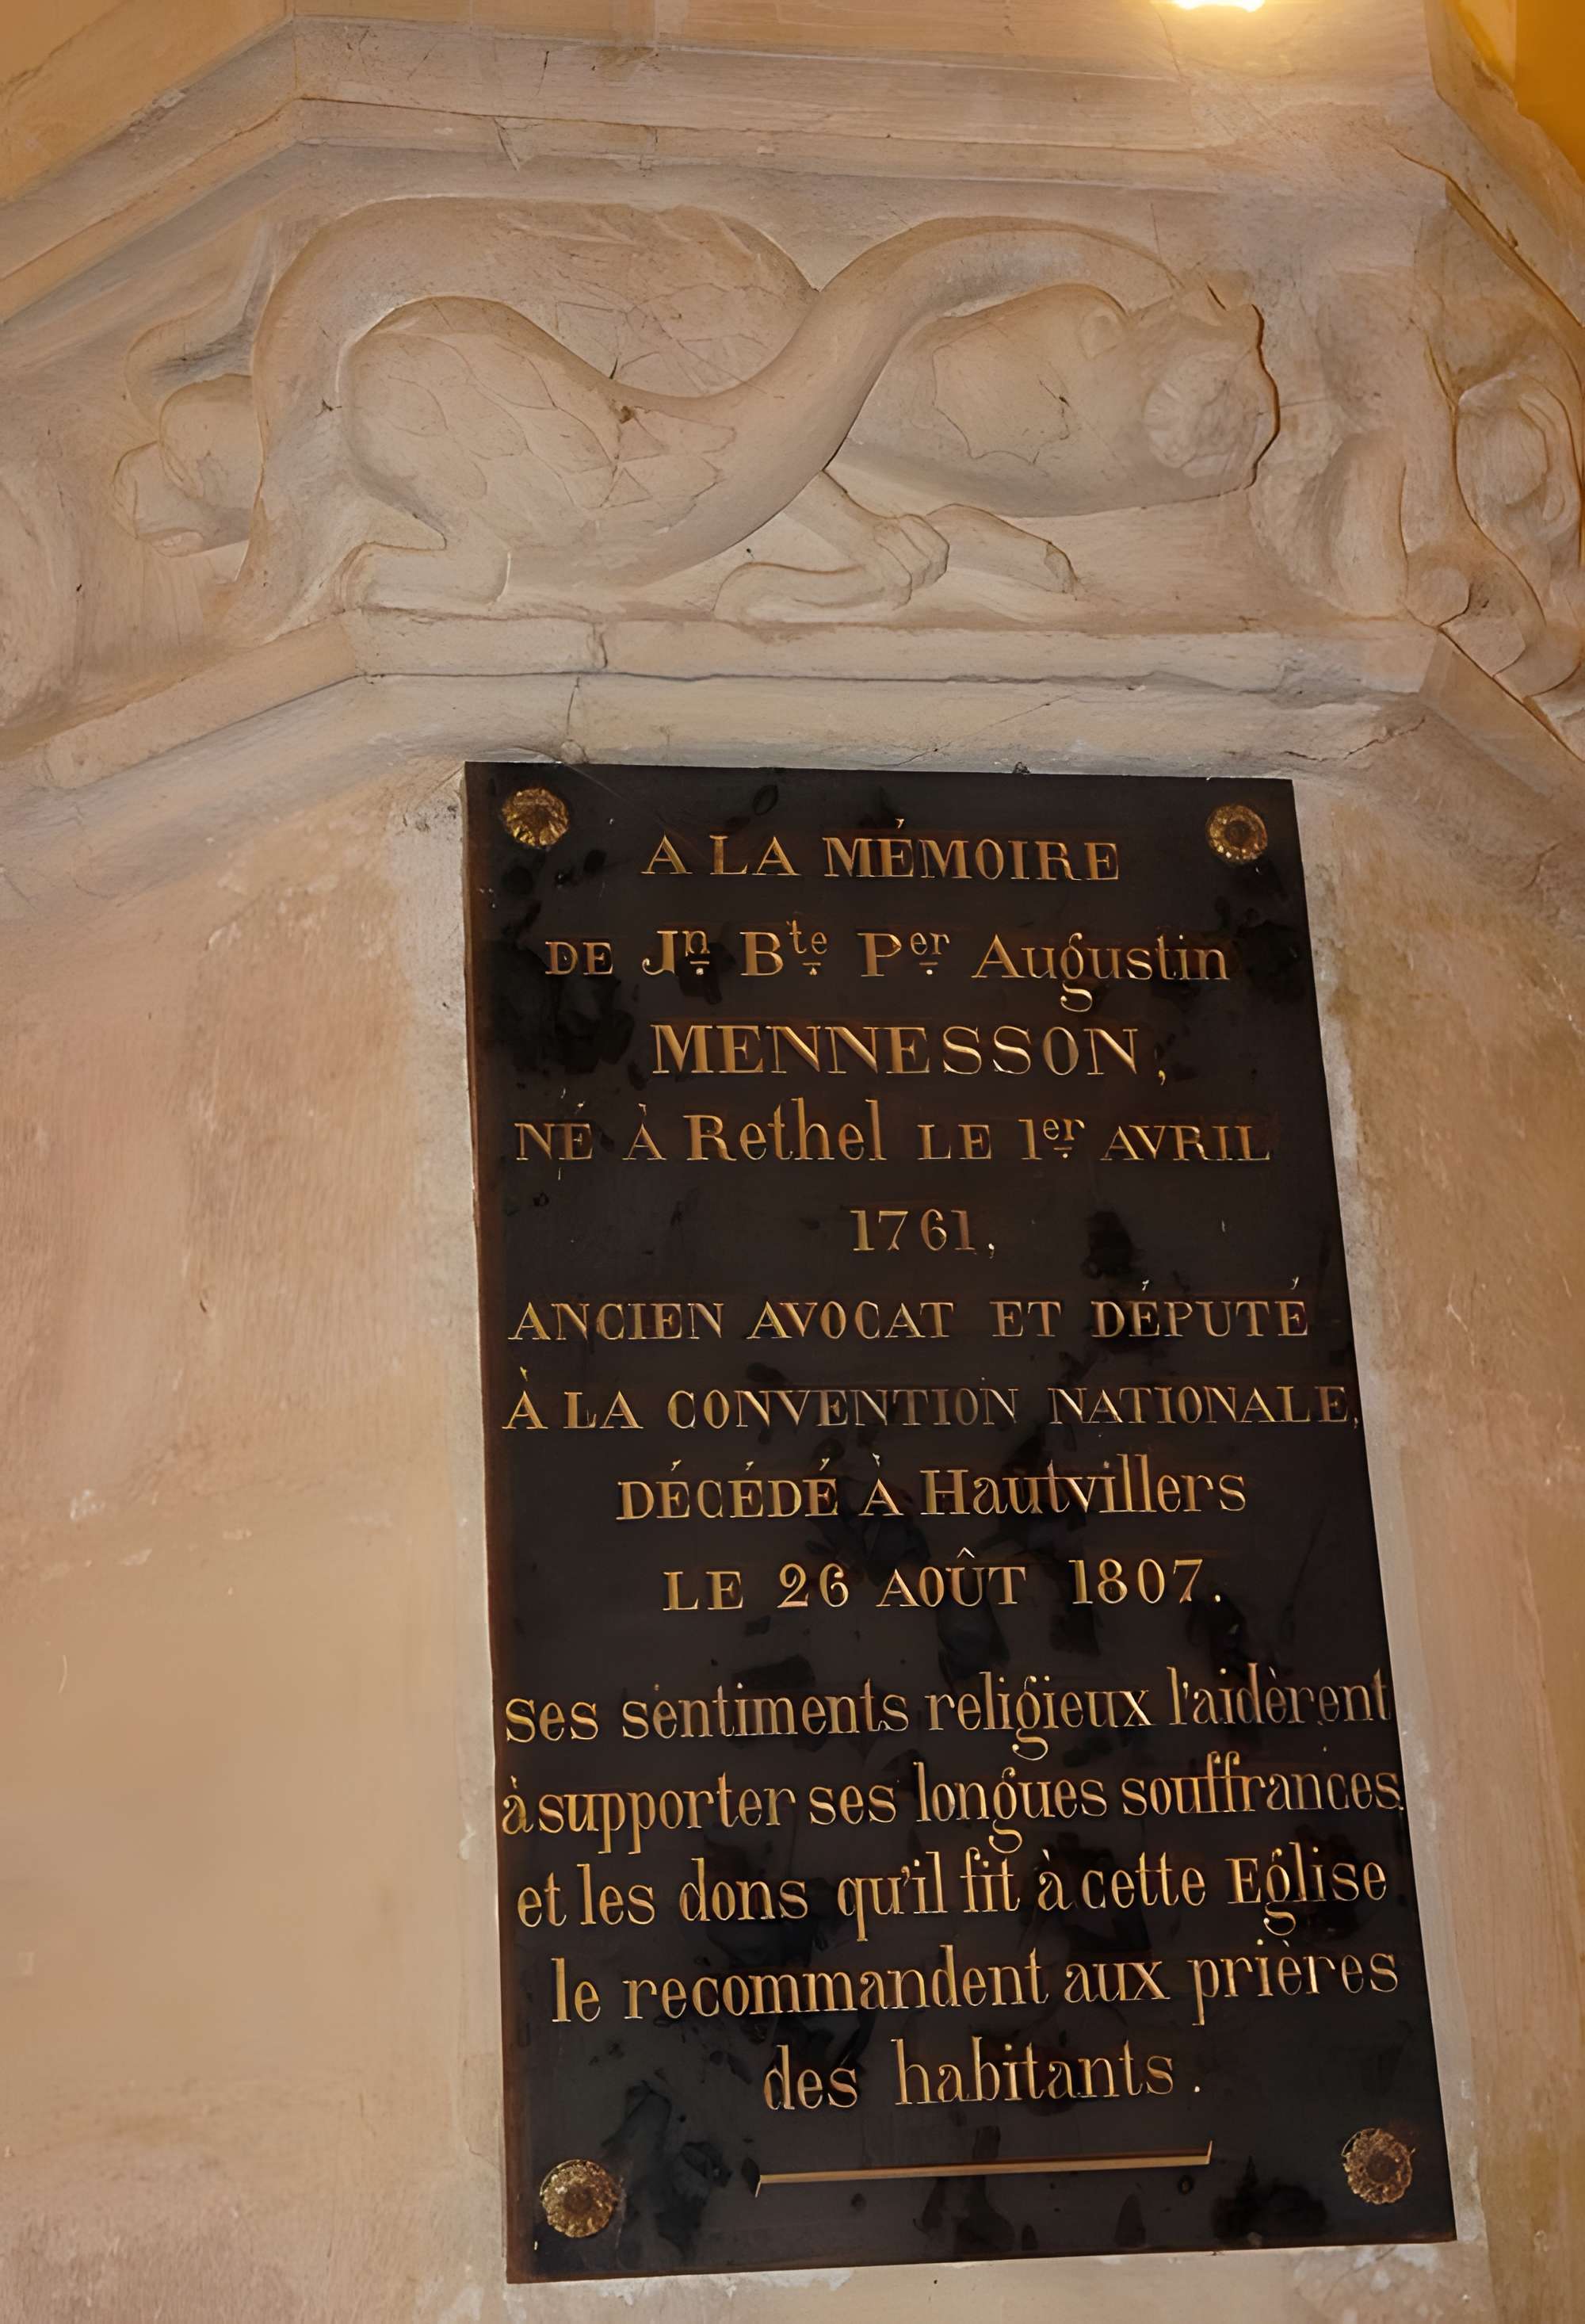 A LA MÉMOIRE
DE Jn Bte Per Augustin
MENNESSON,
NÉ À Rethel LE 1er AVRIL
1761,
ANCIEN AVOCAT ET DÉPUTÉ
À LA CONVENTION NATIONALE,
DÉCÉDÉ À Hautvillers
LE 26 AOÛT 1807.
ses sentiments religieux l'aidèrent
à supporter ses longues souffrances
et les dons qu'il fit à cette Eglise
le recommandent aux prières
des habitants.